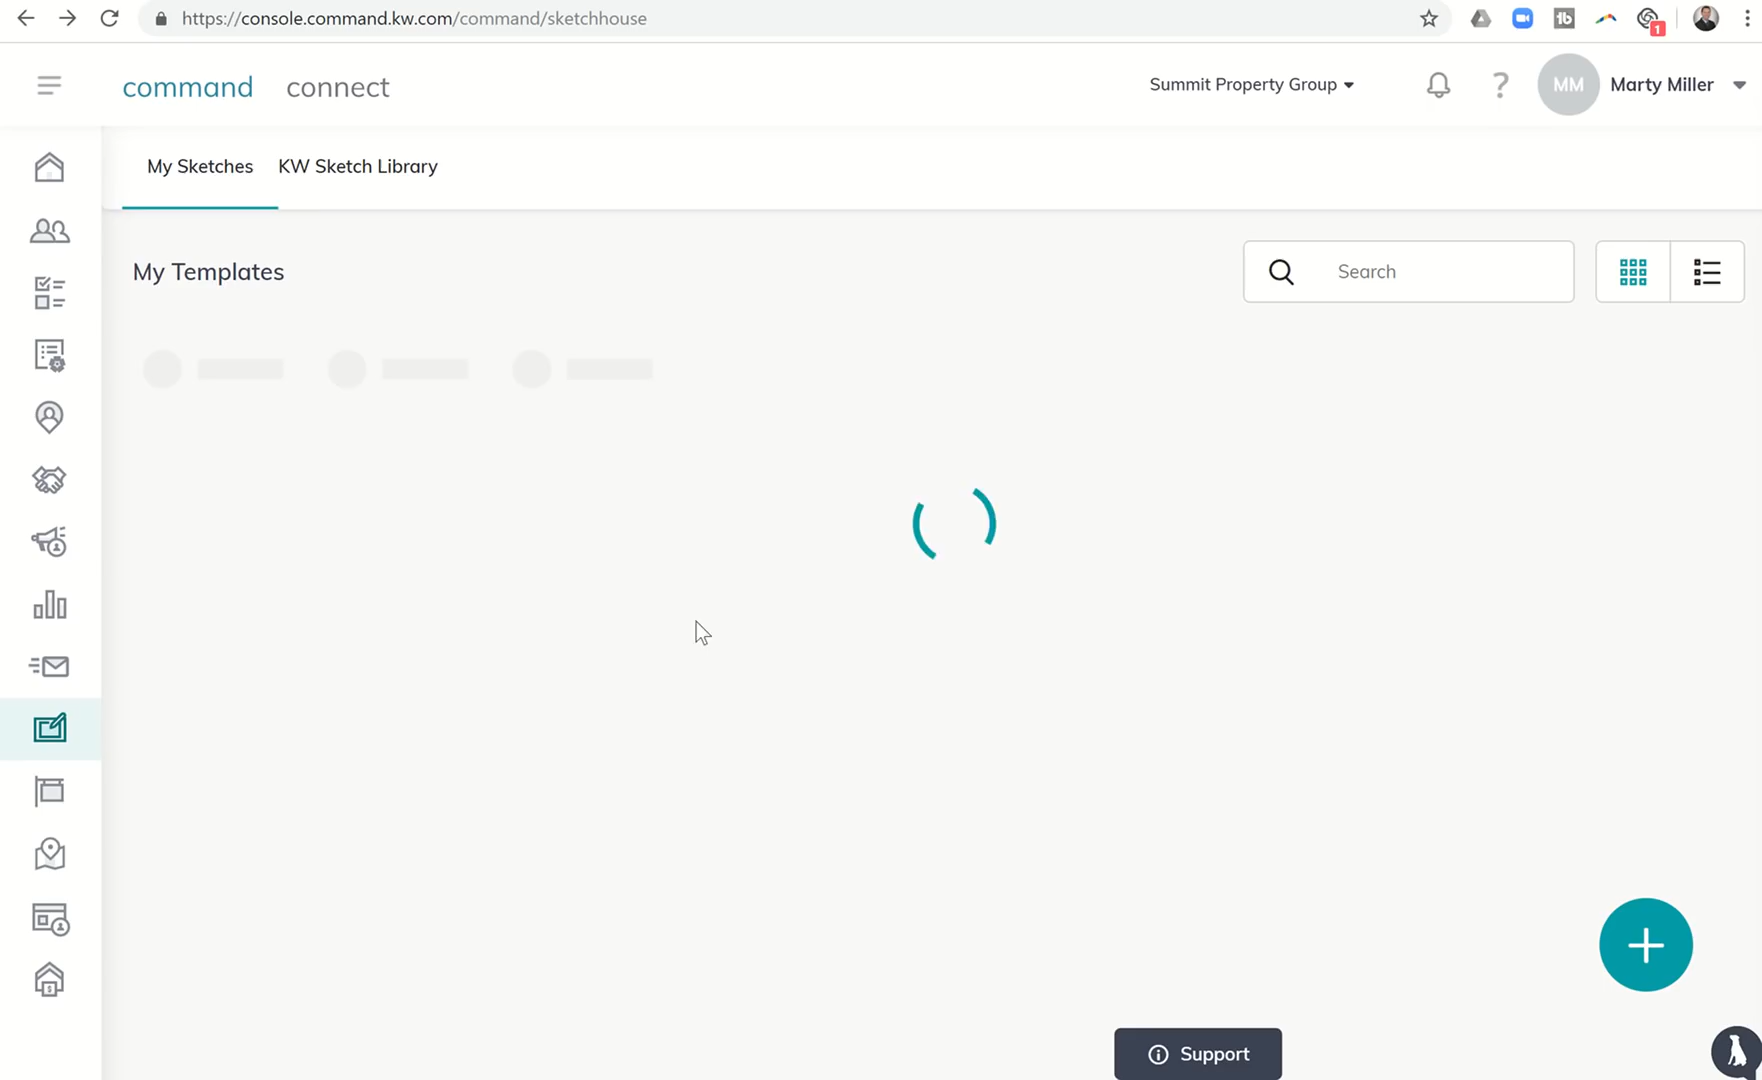 https://console.command.kw.com/command/sketchhouse
1
command connect
Summit Property Group
MM
Marty Miller
My Sketches
KW Sketch Library
My Templates
Search
Support